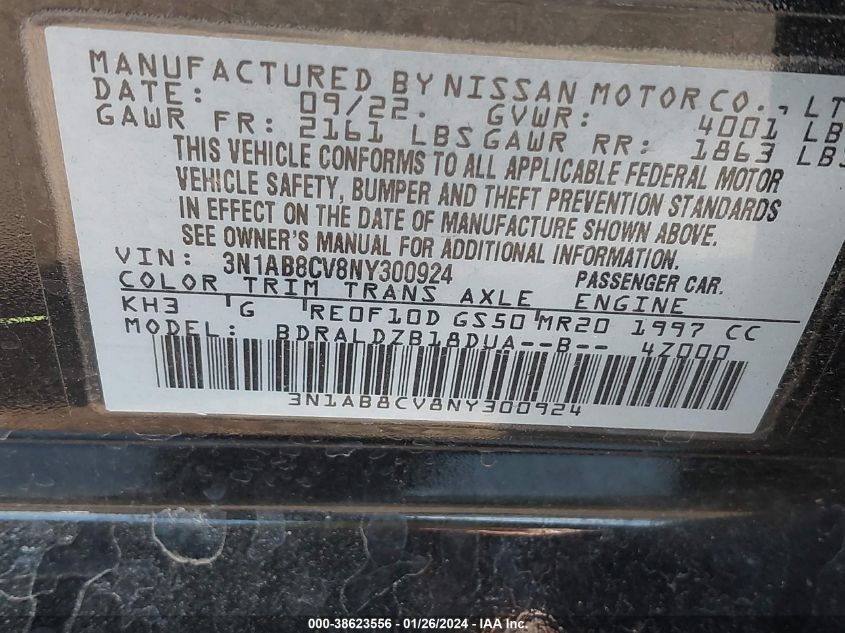 MANUFACTURED BY NISSAN MOTOR CO., LT
DATE: 09/22. GVWR: 4001 LB
GAWR FR: 2161 LBS GAWR RR: 1863 LBS
THIS VEHICLE CONFORMS TO ALL APPLICABLE FEDERAL MOTOR
VEHICLE SAFETY, BUMPER AND THEFT PREVENTION STANDARDS
IN EFFECT ON THE DATE OF MANUFACTURE SHOWN ABOVE.
SEE OWNER'S MANUAL FOR ADDITIONAL INFORMATION.
VIN: 3N1AB8CV8NY300924 PASSENGER CAR.
COLOR TRIM TRANS AXLE ENGINE
KH3 G RE0F10D GS50 MR20 1997 CC
MODEL: BDRALDZB18DUA--B-- 4Z000
3N1AB8CV8NY300924
000-38623556 - 01/26/2024 - IAA Inc.